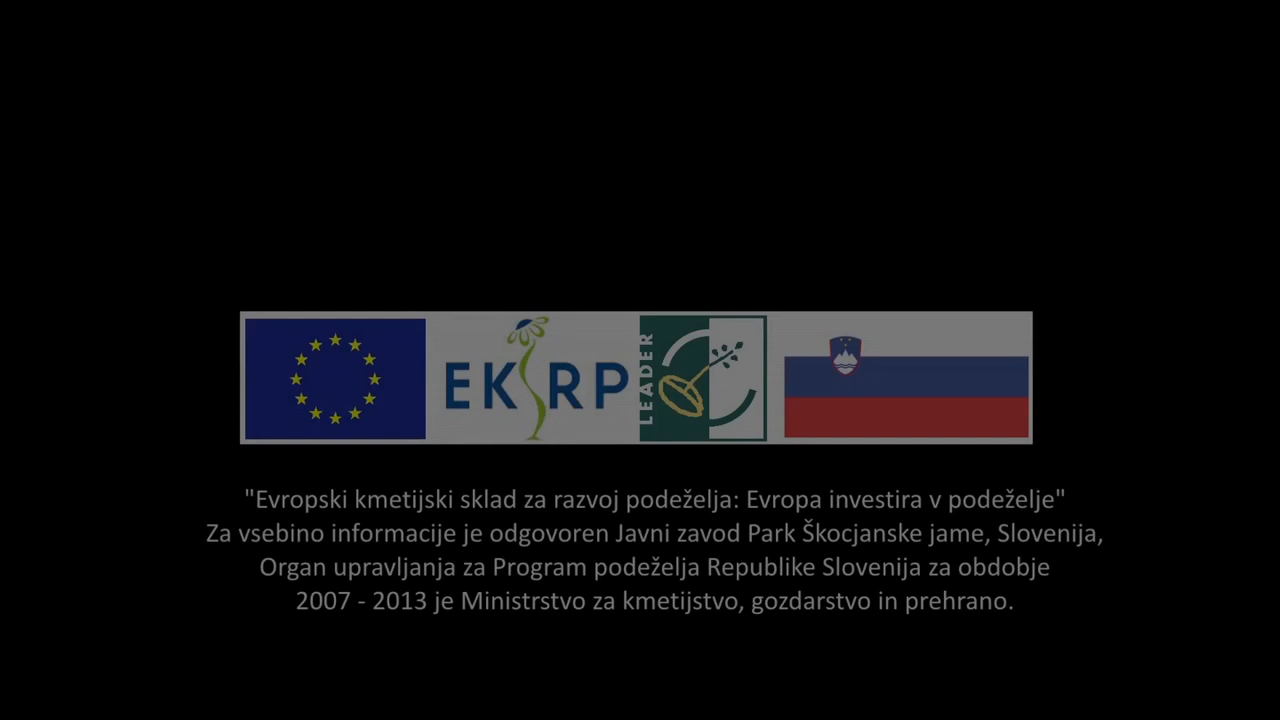 EKRP
LEADER
"Evropski kmetijski sklad za razvoj podeželja: Evropa investira v podeželje"
Za vsebino informacije je odgovoren Javni zavod Park Škocjanske jame, Slovenija,
Organ upravljanja za Program podeželja Republike Slovenija za obdobje
2007 - 2013 je Ministrstvo za kmetijstvo, gozdarstvo in prehrano.